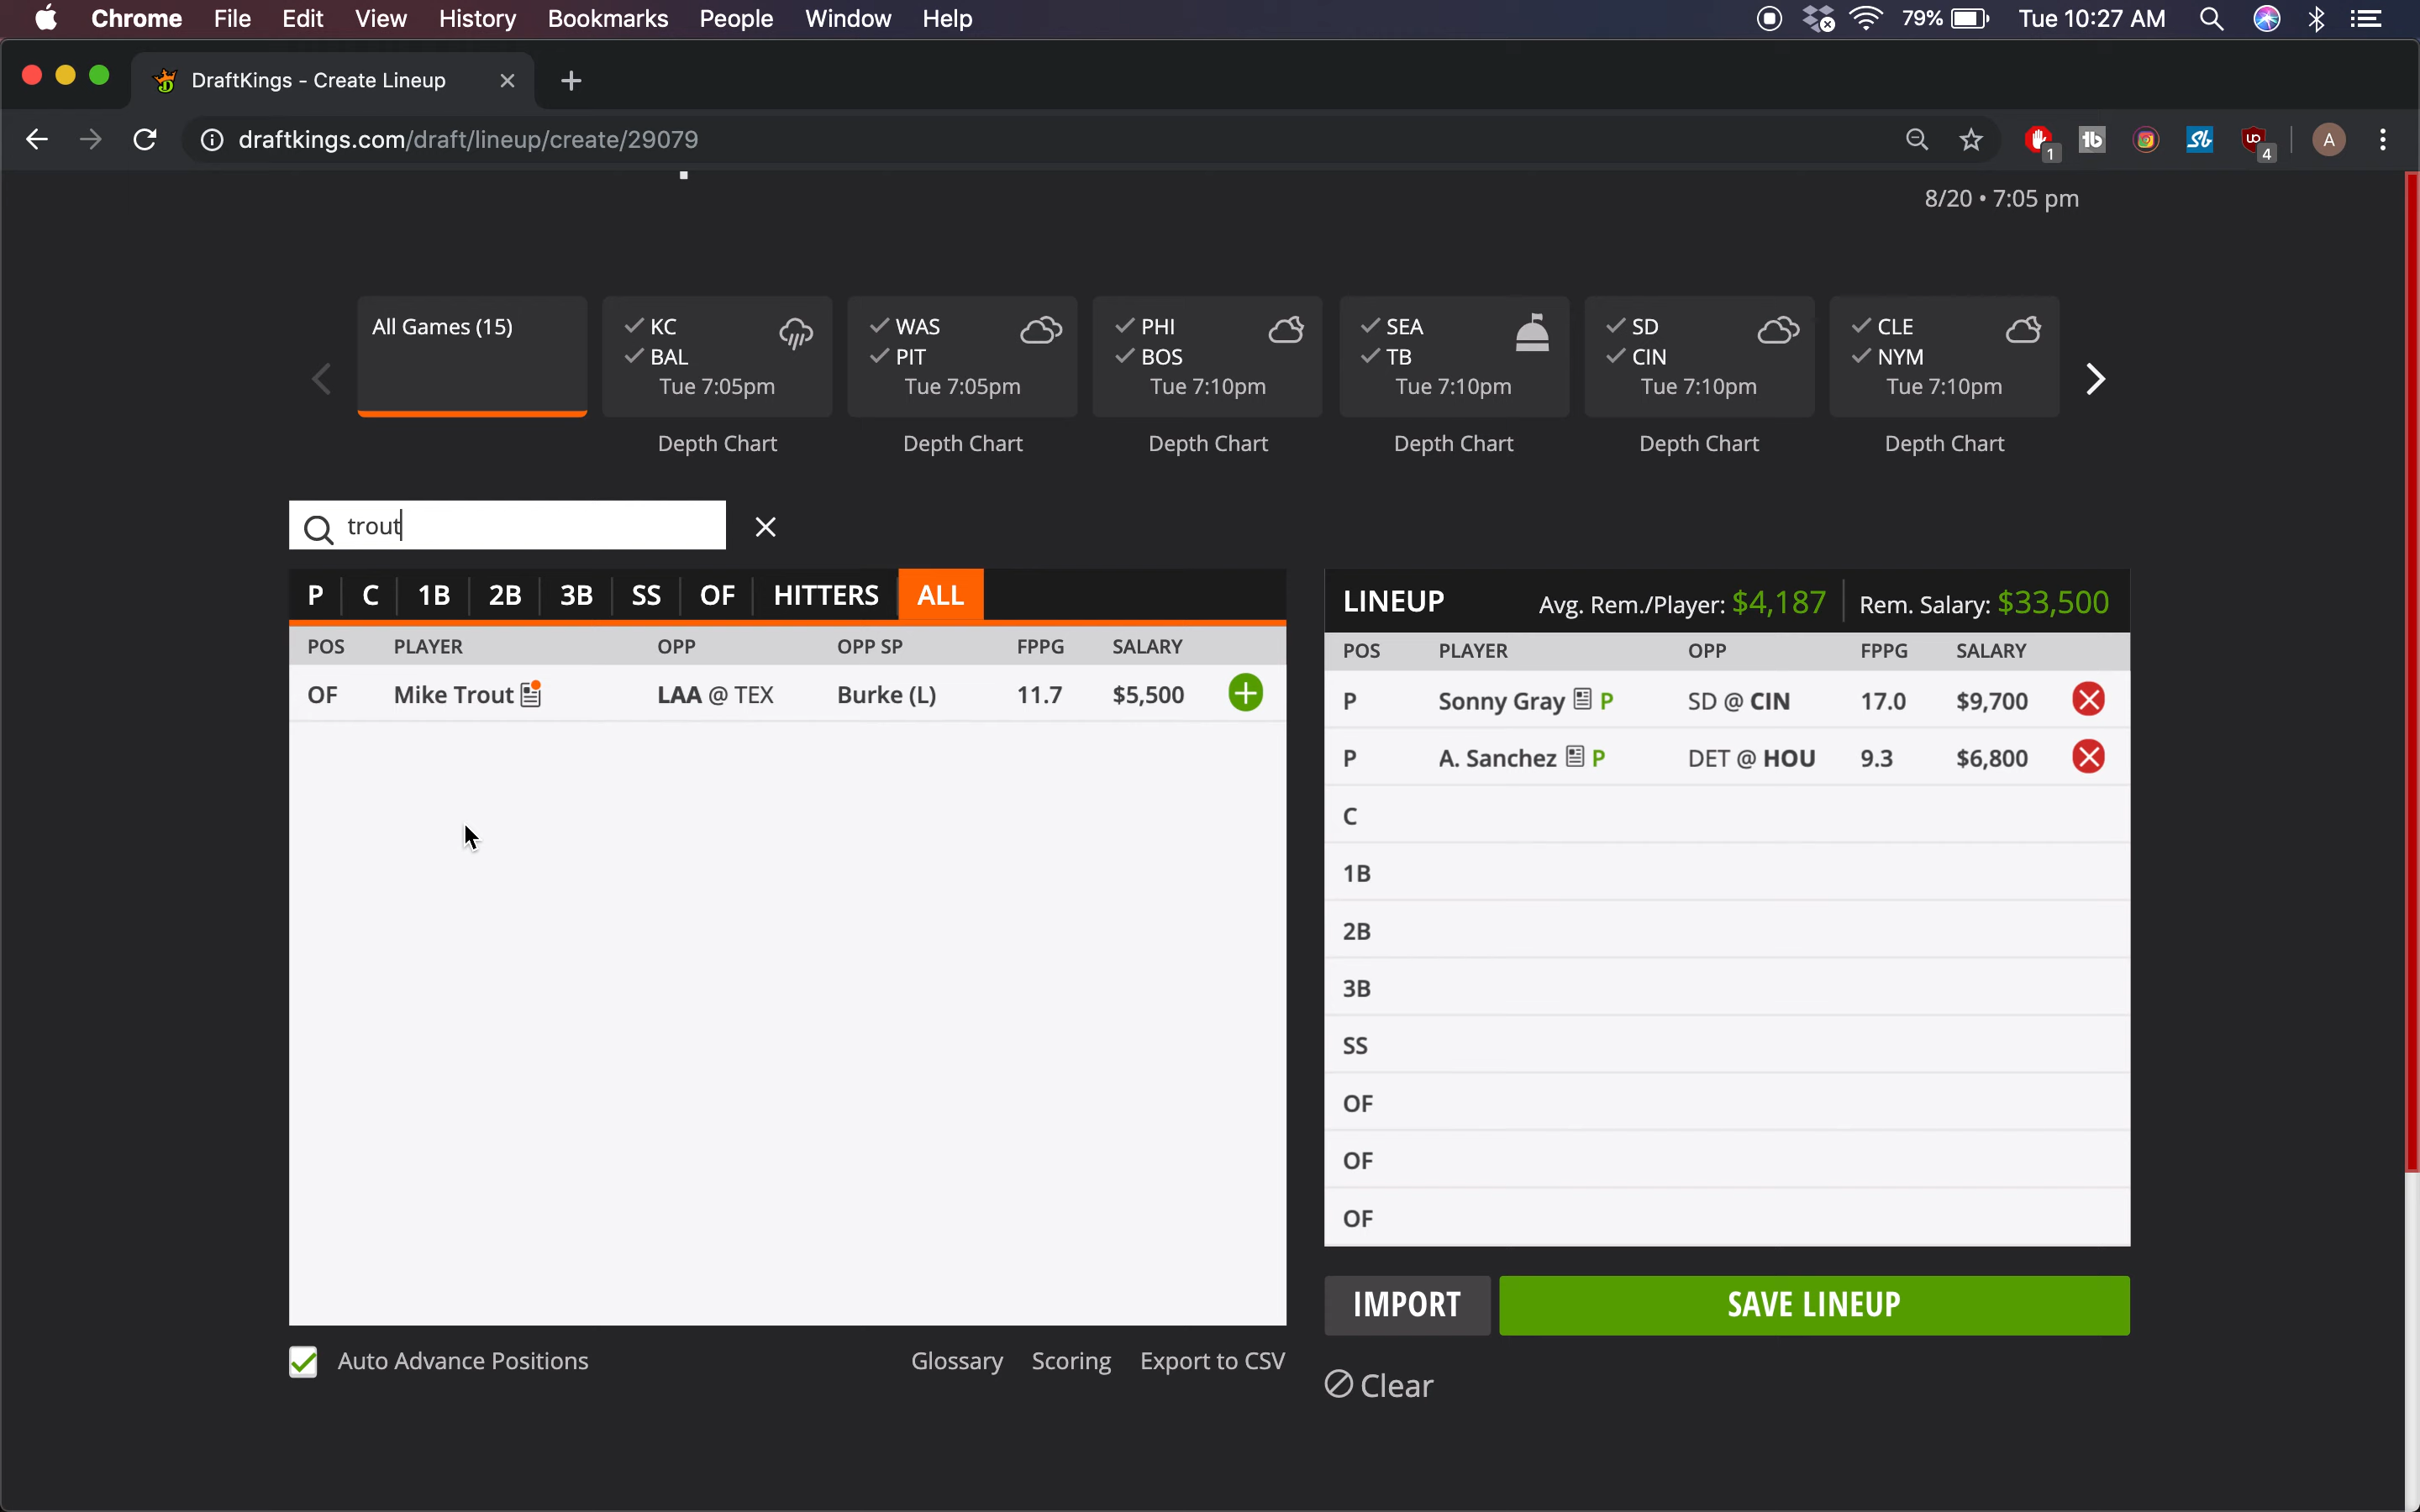 Chrome File Edit View History Bookmarks People Window Help 79% Tue 10:27 AM
DraftKings - Create Lineup
draftkings.com/draft/lineup/create/29079 1 tb Sb 4 A
8/20 • 7:05 pm
All Games (15)
KC
BAL
Tue 7:05pm
Depth Chart
WAS
PIT
Tue 7:05pm
Depth Chart
PHI
BOS
Tue 7:10pm
Depth Chart
SEA
TB
Tue 7:10pm
Depth Chart
SD
CIN
Tue 7:10pm
Depth Chart
CLE
NYM
Tue 7:10pm
Depth Chart
trout
P C 1B 2B 3B SS OF HITTERS ALL
POS PLAYER OPP OPP SP FPPG SALARY
OF Mike Trout LAA @ TEX Burke (L) 11.7 $5,500
Auto Advance Positions Glossary Scoring Export to CSV
LINEUP Avg. Rem./Player: $4,187 Rem. Salary: $33,500
POS PLAYER OPP FPPG SALARY
P Sonny Gray P SD @ CIN 17.0 $9,700
P A. Sanchez P DET @ HOU 9.3 $6,800
C
1B
2B
3B
SS
OF
OF
OF
IMPORT SAVE LINEUP
Clear